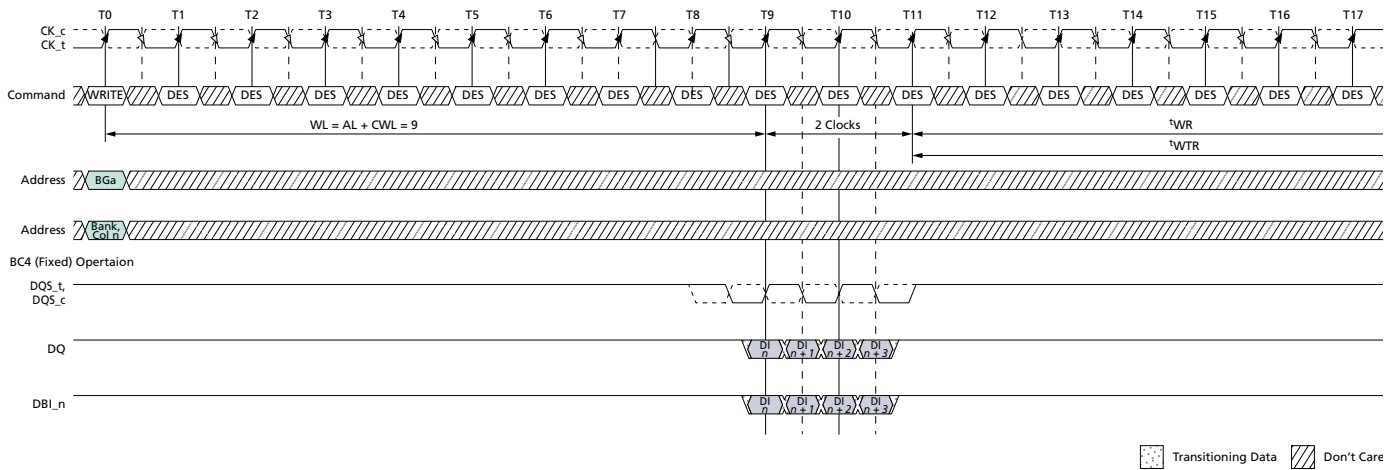 T0 T1 T2 T3 T4 T5 T6 T7 T8 T9 T10 T11 T12 T13 T14 T15 T16 T17
CK_c
CK_t
Command WRITE DES DES DES DES DES DES DES DES DES DES DES DES DES DES DES DES DES
WL = AL + CWL = 9 2 Clocks tWR
tWTR
Address BGa
Address Bank, Col n
BC4 (Fixed) Opertaion
DQS_t,
DQS_c
DQ DI n DI n + 1 DI n + 2 DI n + 3
DBI_n DI n DI n + 1 DI n + 2 DI n + 3
Transitioning Data Don't Care